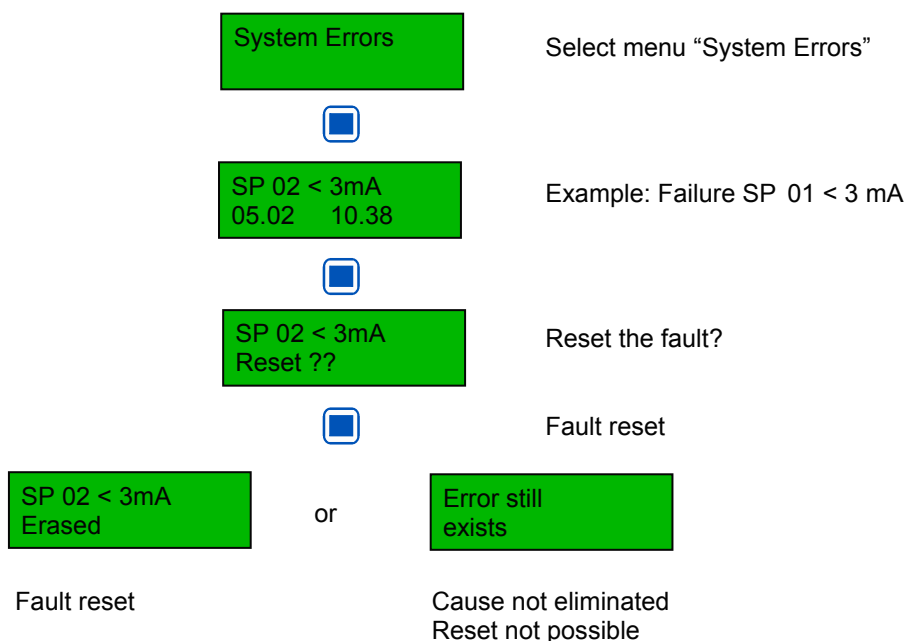 System Errors
Select menu “System Errors”
SP 02 < 3mA
05.02 10.38
Example: Failure SP 01 < 3 mA
SP 02 < 3mA
Reset ??
Reset the fault?
Fault reset
SP 02 < 3mA
Erased
or
Error still
exists
Fault reset
Cause not eliminated
Reset not possible